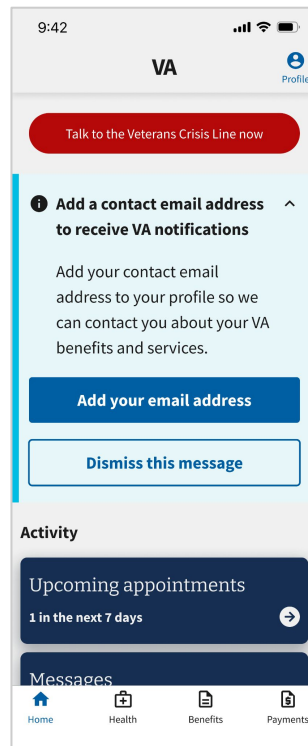 9:42
VA
Profile
Talk to the Veterans Crisis Line now
Add a contact email address
to receive VA notifications
Add your contact email
address to your profile so we
can contact you about your VA
benefits and services.
Add your email address
Dismiss this message
Activity
Upcoming appointments
1 in the next 7 days
Messages
Home
Health
Benefits
Payments